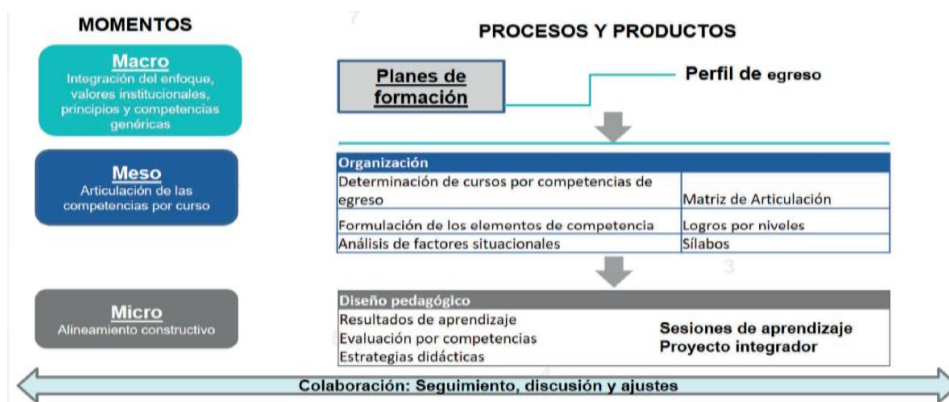 MOMENTOS
PROCESOS Y PRODUCTOS
Macro
Integración del enfoque,
valores institucionales,
principios y competencias
genéricas
Planes de
formación
Perfil de egreso
Meso
Articulación de las
competencias por curso
Organización
Determinación de cursos por competencias de
egreso
Matriz de Articulación
Formulación de los elementos de competencia
Logros por niveles
Análisis de factores situacionales
Sílabos
Micro
Alineamiento constructivo
Diseño pedagógico
Resultados de aprendizaje
Evaluación por competencias
Estrategias didácticas
Sesiones de aprendizaje
Proyecto integrador
Colaboración: Seguimiento, discusión y ajustes
7
3
4